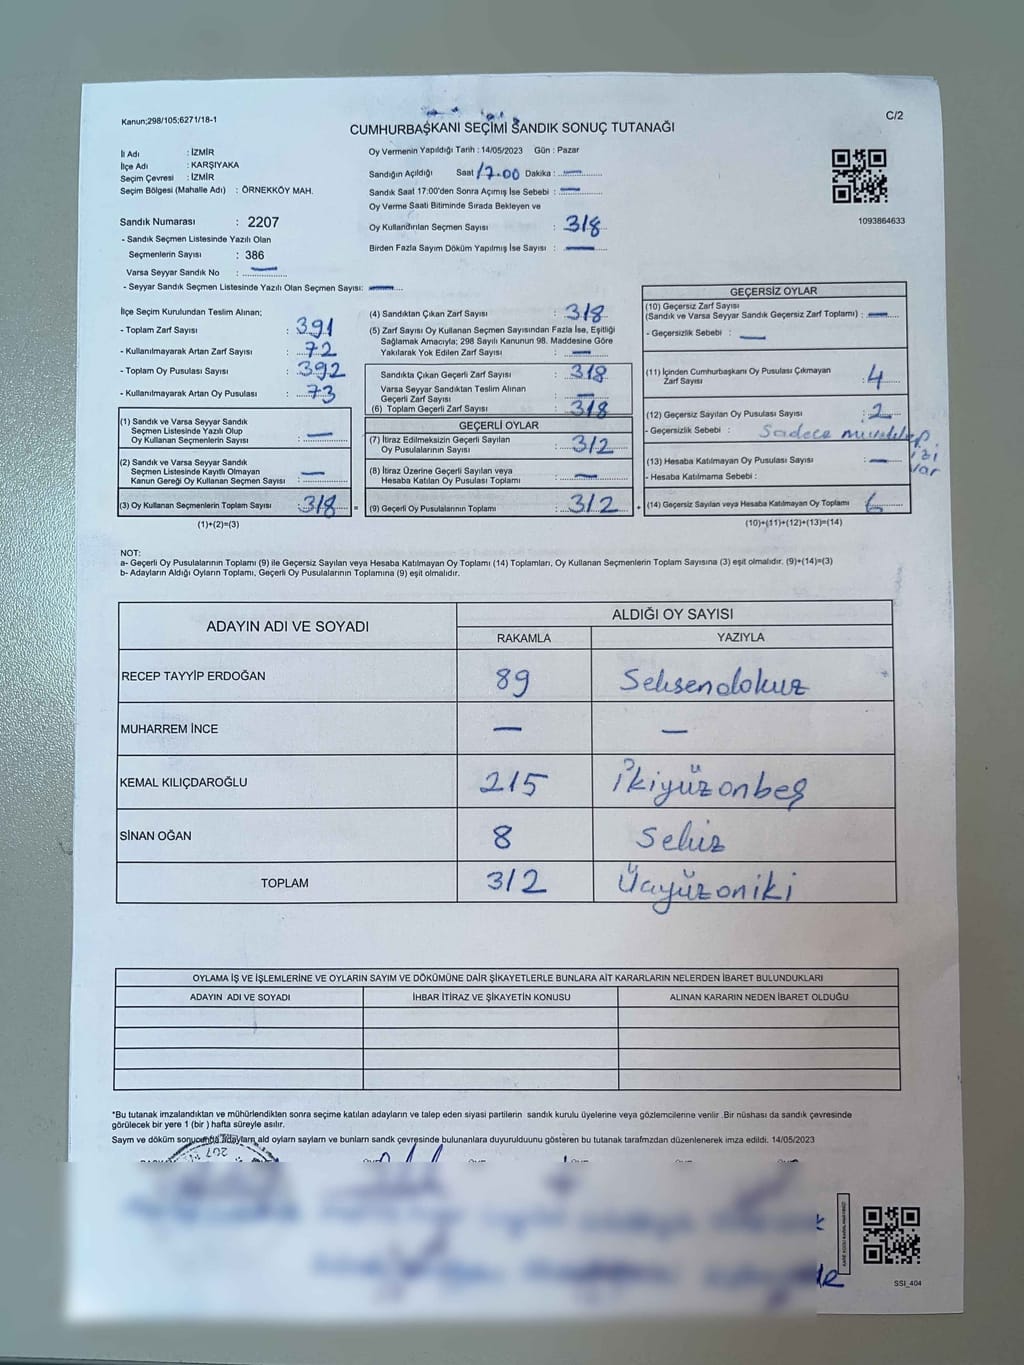 Kanun;298/105;6271/18-1
C/2
CUMHURBAŞKANI SEÇİMİ SANDIK SONUÇ TUTANAĞI
İl Adı : İZMİR
İlçe Adı : KARŞIYAKA
Seçim Çevresi : İZMİR
Seçim Bölgesi (Mahalle Adı) : ÖRNEKKÖY MAH.
Oy Vermenin Yapıldığı Tarih : 14/05/2023 Gün : Pazar
Sandığın Açıldığı Saat 17.00 Dakika : —
Sandık Saat 17:00'den Sonra Açımış İse Sebebi : —
Oy Verme Saati Bitiminde Sırada Bekleyen ve
Oy Kullandırılan Seçmen Sayısı : 318
Birden Fazla Sayım Döküm Yapılmış İse Sayısı : —
1093864633
Sandık Numarası : 2207
- Sandık Seçmen Listesinde Yazılı Olan
Seçmenlerin Sayısı : 386
Varsa Seyyar Sandık No : —
- Seyyar Sandık Seçmen Listesinde Yazılı Olan Seçmen Sayısı: —
İlçe Seçim Kurulundan Teslim Alınan;
- Toplam Zarf Sayısı : 391
- Kullanılmayarak Artan Zarf Sayısı : 72
- Toplam Oy Pusulası Sayısı : 392
- Kullanılmayarak Artan Oy Pusulası : 73
(1) Sandık ve Varsa Seyyar Sandık
Seçmen Listesinde Yazılı Olup
Oy Kullanan Seçmenlerin Sayısı : —
(2) Sandık ve Varsa Seyyar Sandık
Seçmen Listesinde Kayıtlı Olmayan
Kanun Gereği Oy Kullanan Seçmen Sayısı : —
(3) Oy Kullanan Seçmenlerin Toplam Sayısı : 318 =
(1)+(2)=(3)
(4) Sandıktan Çıkan Zarf Sayısı : 318
(5) Zarf Sayısı Oy Kullanan Seçmen Sayısından Fazla İse, Eşitliği
Sağlamak Amacıyla; 298 Sayılı Kanunun 98. Maddesine Göre
Yakılarak Yok Edilen Zarf Sayısı : —
Sandıkta Çıkan Geçerli Zarf Sayısı : 318
Varsa Seyyar Sandıktan Teslim Alınan
Geçerli Zarf Sayısı : —
(6) Toplam Geçerli Zarf Sayısı : 318
GEÇERLİ OYLAR
(7) İtiraz Edilmeksizin Geçerli Sayılan
Oy Pusulalarının Sayısı : 312
(8) İtiraz Üzerine Geçerli Sayılan veya
Hesaba Katılan Oy Pusulası Toplamı : —
(9) Geçerli Oy Pusulalarının Toplamı : 312 +
GEÇERSİZ OYLAR
(10) Geçersiz Zarf Sayısı
(Sandık ve Varsa Seyyar Sandık Geçersiz Zarf Toplamı) : —
- Geçersizlik Sebebi : —
(11) İçinden Cumhurbaşkanı Oy Pusulası Çıkmayan
Zarf Sayısı : 4
(12) Geçersiz Sayılan Oy Pusulası Sayısı : 2
- Geçersizlik Sebebi : Sadece mürekkep
izi
var
(13) Hesaba Katılmayan Oy Pusulası Sayısı : —
- Hesaba Katılmama Sebebi :
(14) Geçersiz Sayılan veya Hesaba Katılmayan Oy Toplamı : 6
(10)+(11)+(12)+(13)=(14)
NOT:
a- Geçerli Oy Pusulalarının Toplamı (9) ile Geçersiz Sayılan veya Hesaba Katılmayan Oy Toplamı (14) Toplamları, Oy Kullanan Seçmenlerin Toplam Sayısına (3) eşit olmalıdır. (9)+(14)=(3)
b- Adayların Aldığı Oyların Toplamı, Geçerli Oy Pusulalarının Toplamına (9) eşit olmalıdır.
ADAYIN ADI VE SOYADI ALDIĞI OY SAYISI
RAKAMLA YAZIYLA
RECEP TAYYİP ERDOĞAN 89 Seksendokuz
MUHARREM İNCE — —
KEMAL KILIÇDAROĞLU 215 İkiyüzonbeş
SİNAN OĞAN 8 Sekiz
TOPLAM 312 Üçyüzoniki
OYLAMA İŞ VE İŞLEMLERİNE VE OYLARIN SAYIM VE DÖKÜMÜNE DAİR ŞİKAYETLERLE BUNLARA AİT KARARLARIN NELERDEN İBARET BULUNDUKLARI
ADAYIN ADI VE SOYADI İHBAR İTİRAZ VE ŞİKAYETİN KONUSU ALINAN KARARIN NEDEN İBARET OLDUĞU
*Bu tutanak imzalandıktan ve mühürlendikten sonra seçime katılan adayların ve talep eden siyasi partilerin sandık kurulu üyelerine veya gözlemcilerine verilir .Bir nüshası da sandık çevresinde
görülecek bir yere 1 (bir ) hafta süreyle asılır.
Saym ve döküm sonucunda adayların ald oyların saylarn ve bunların sandk çevresinde bulunanlara duyurulduunu gösteren bu tutanak tarafmzdan düzenlenerek imza edildi. 14/05/2023
SSI_404